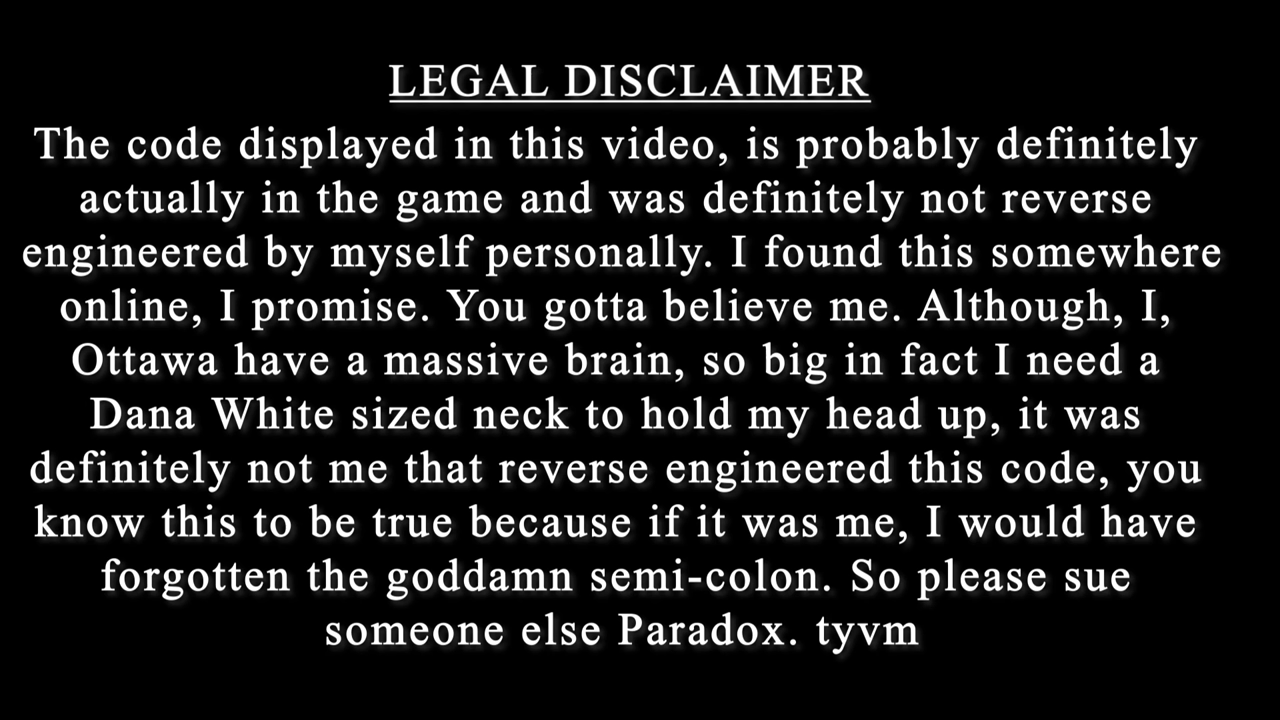 LEGAL DISCLAIMER
The code displayed in this video, is probably definitely
actually in the game and was definitely not reverse
engineered by myself personally. I found this somewhere
online, I promise. You gotta believe me. Although, I,
Ottawa have a massive brain, so big in fact I need a
Dana White sized neck to hold my head up, it was
definitely not me that reverse engineered this code, you
know this to be true because if it was me, I would have
forgotten the goddamn semi-colon. So please sue
someone else Paradox. tyvm